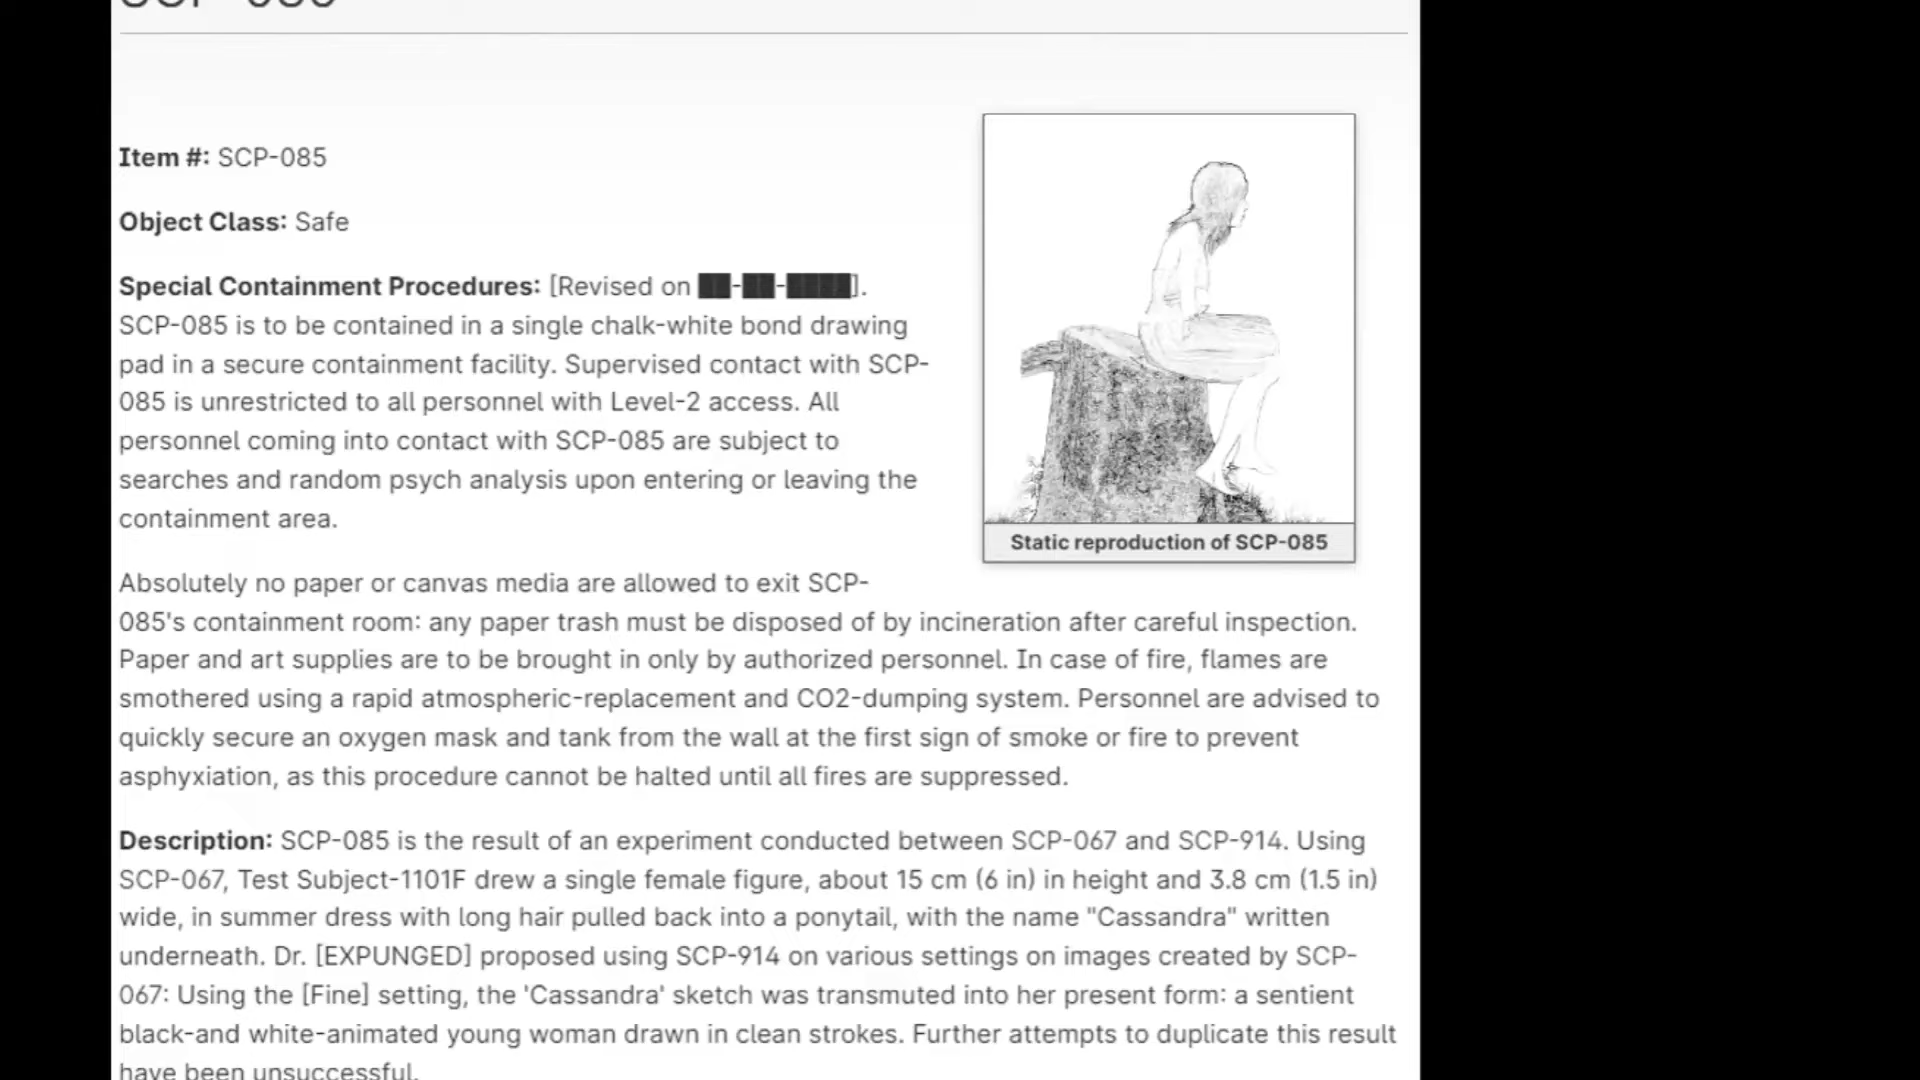 SCP-085
Item #: SCP-085
Object Class: Safe
Special Containment Procedures: [Revised on ██-██-████].
SCP-085 is to be contained in a single chalk-white bond drawing
pad in a secure containment facility. Supervised contact with SCP-
085 is unrestricted to all personnel with Level-2 access. All
personnel coming into contact with SCP-085 are subject to
searches and random psych analysis upon entering or leaving the
containment area.
Static reproduction of SCP-085
Absolutely no paper or canvas media are allowed to exit SCP-
085's containment room: any paper trash must be disposed of by incineration after careful inspection.
Paper and art supplies are to be brought in only by authorized personnel. In case of fire, flames are
smothered using a rapid atmospheric-replacement and CO2-dumping system. Personnel are advised to
quickly secure an oxygen mask and tank from the wall at the first sign of smoke or fire to prevent
asphyxiation, as this procedure cannot be halted until all fires are suppressed.
Description: SCP-085 is the result of an experiment conducted between SCP-067 and SCP-914. Using
SCP-067, Test Subject-1101F drew a single female figure, about 15 cm (6 in) in height and 3.8 cm (1.5 in)
wide, in summer dress with long hair pulled back into a ponytail, with the name "Cassandra" written
underneath. Dr. [EXPUNGED] proposed using SCP-914 on various settings on images created by SCP-
067: Using the [Fine] setting, the 'Cassandra' sketch was transmuted into her present form: a sentient
black-and white-animated young woman drawn in clean strokes. Further attempts to duplicate this result
have been unsuccessful.